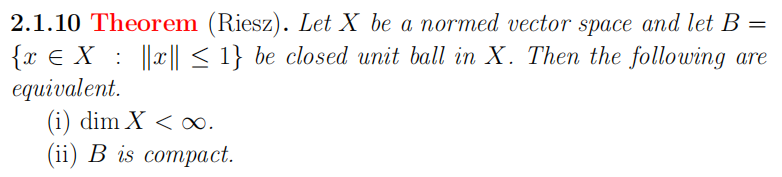 2.1.10 Theorem (Riesz). Let X be a normed vector space and let B =
{x ∈ X : ‖x‖ ≤ 1} be closed unit ball in X. Then the following are
equivalent.
(i) dim X < ∞.
(ii) B is compact.